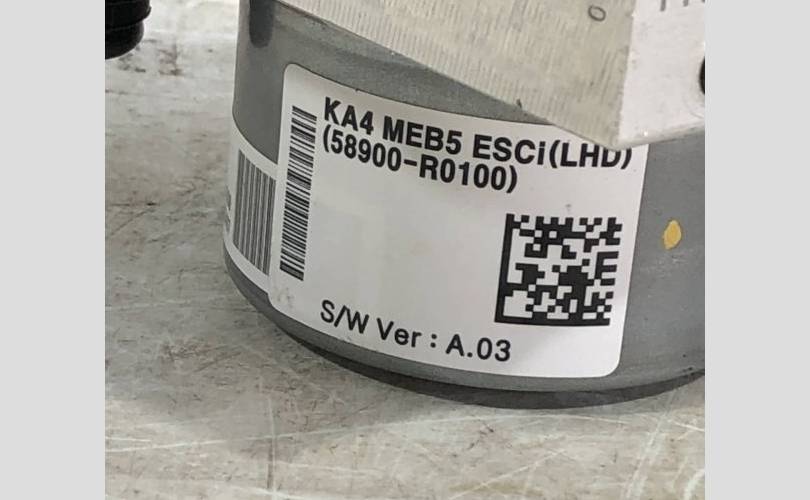 KA4 MEB5 ESCi(LHD)
(58900-R0100)
S/W Ver : A.03